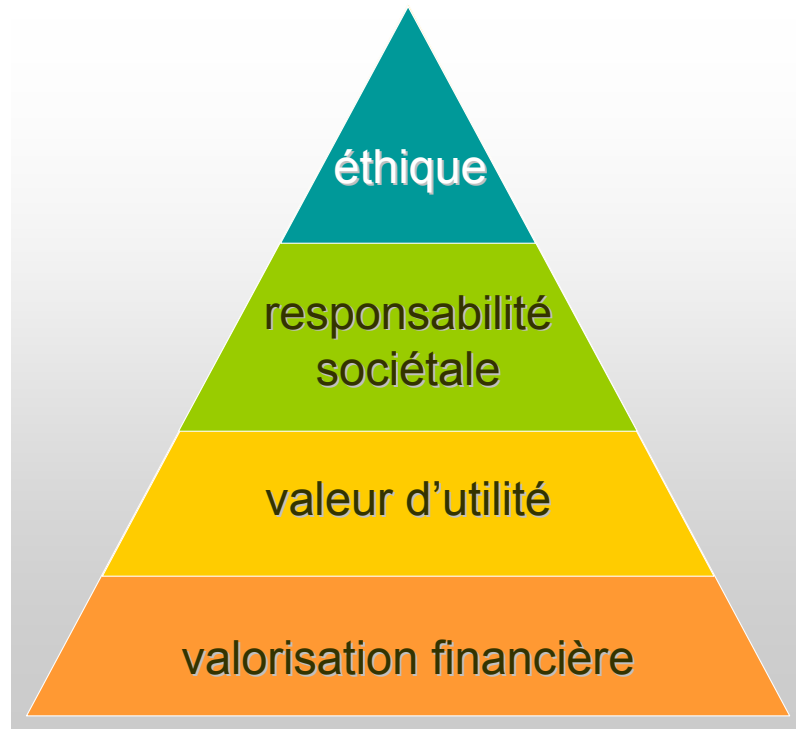 éthique
responsabilité
sociétale
valeur d’utilité
valorisation financière